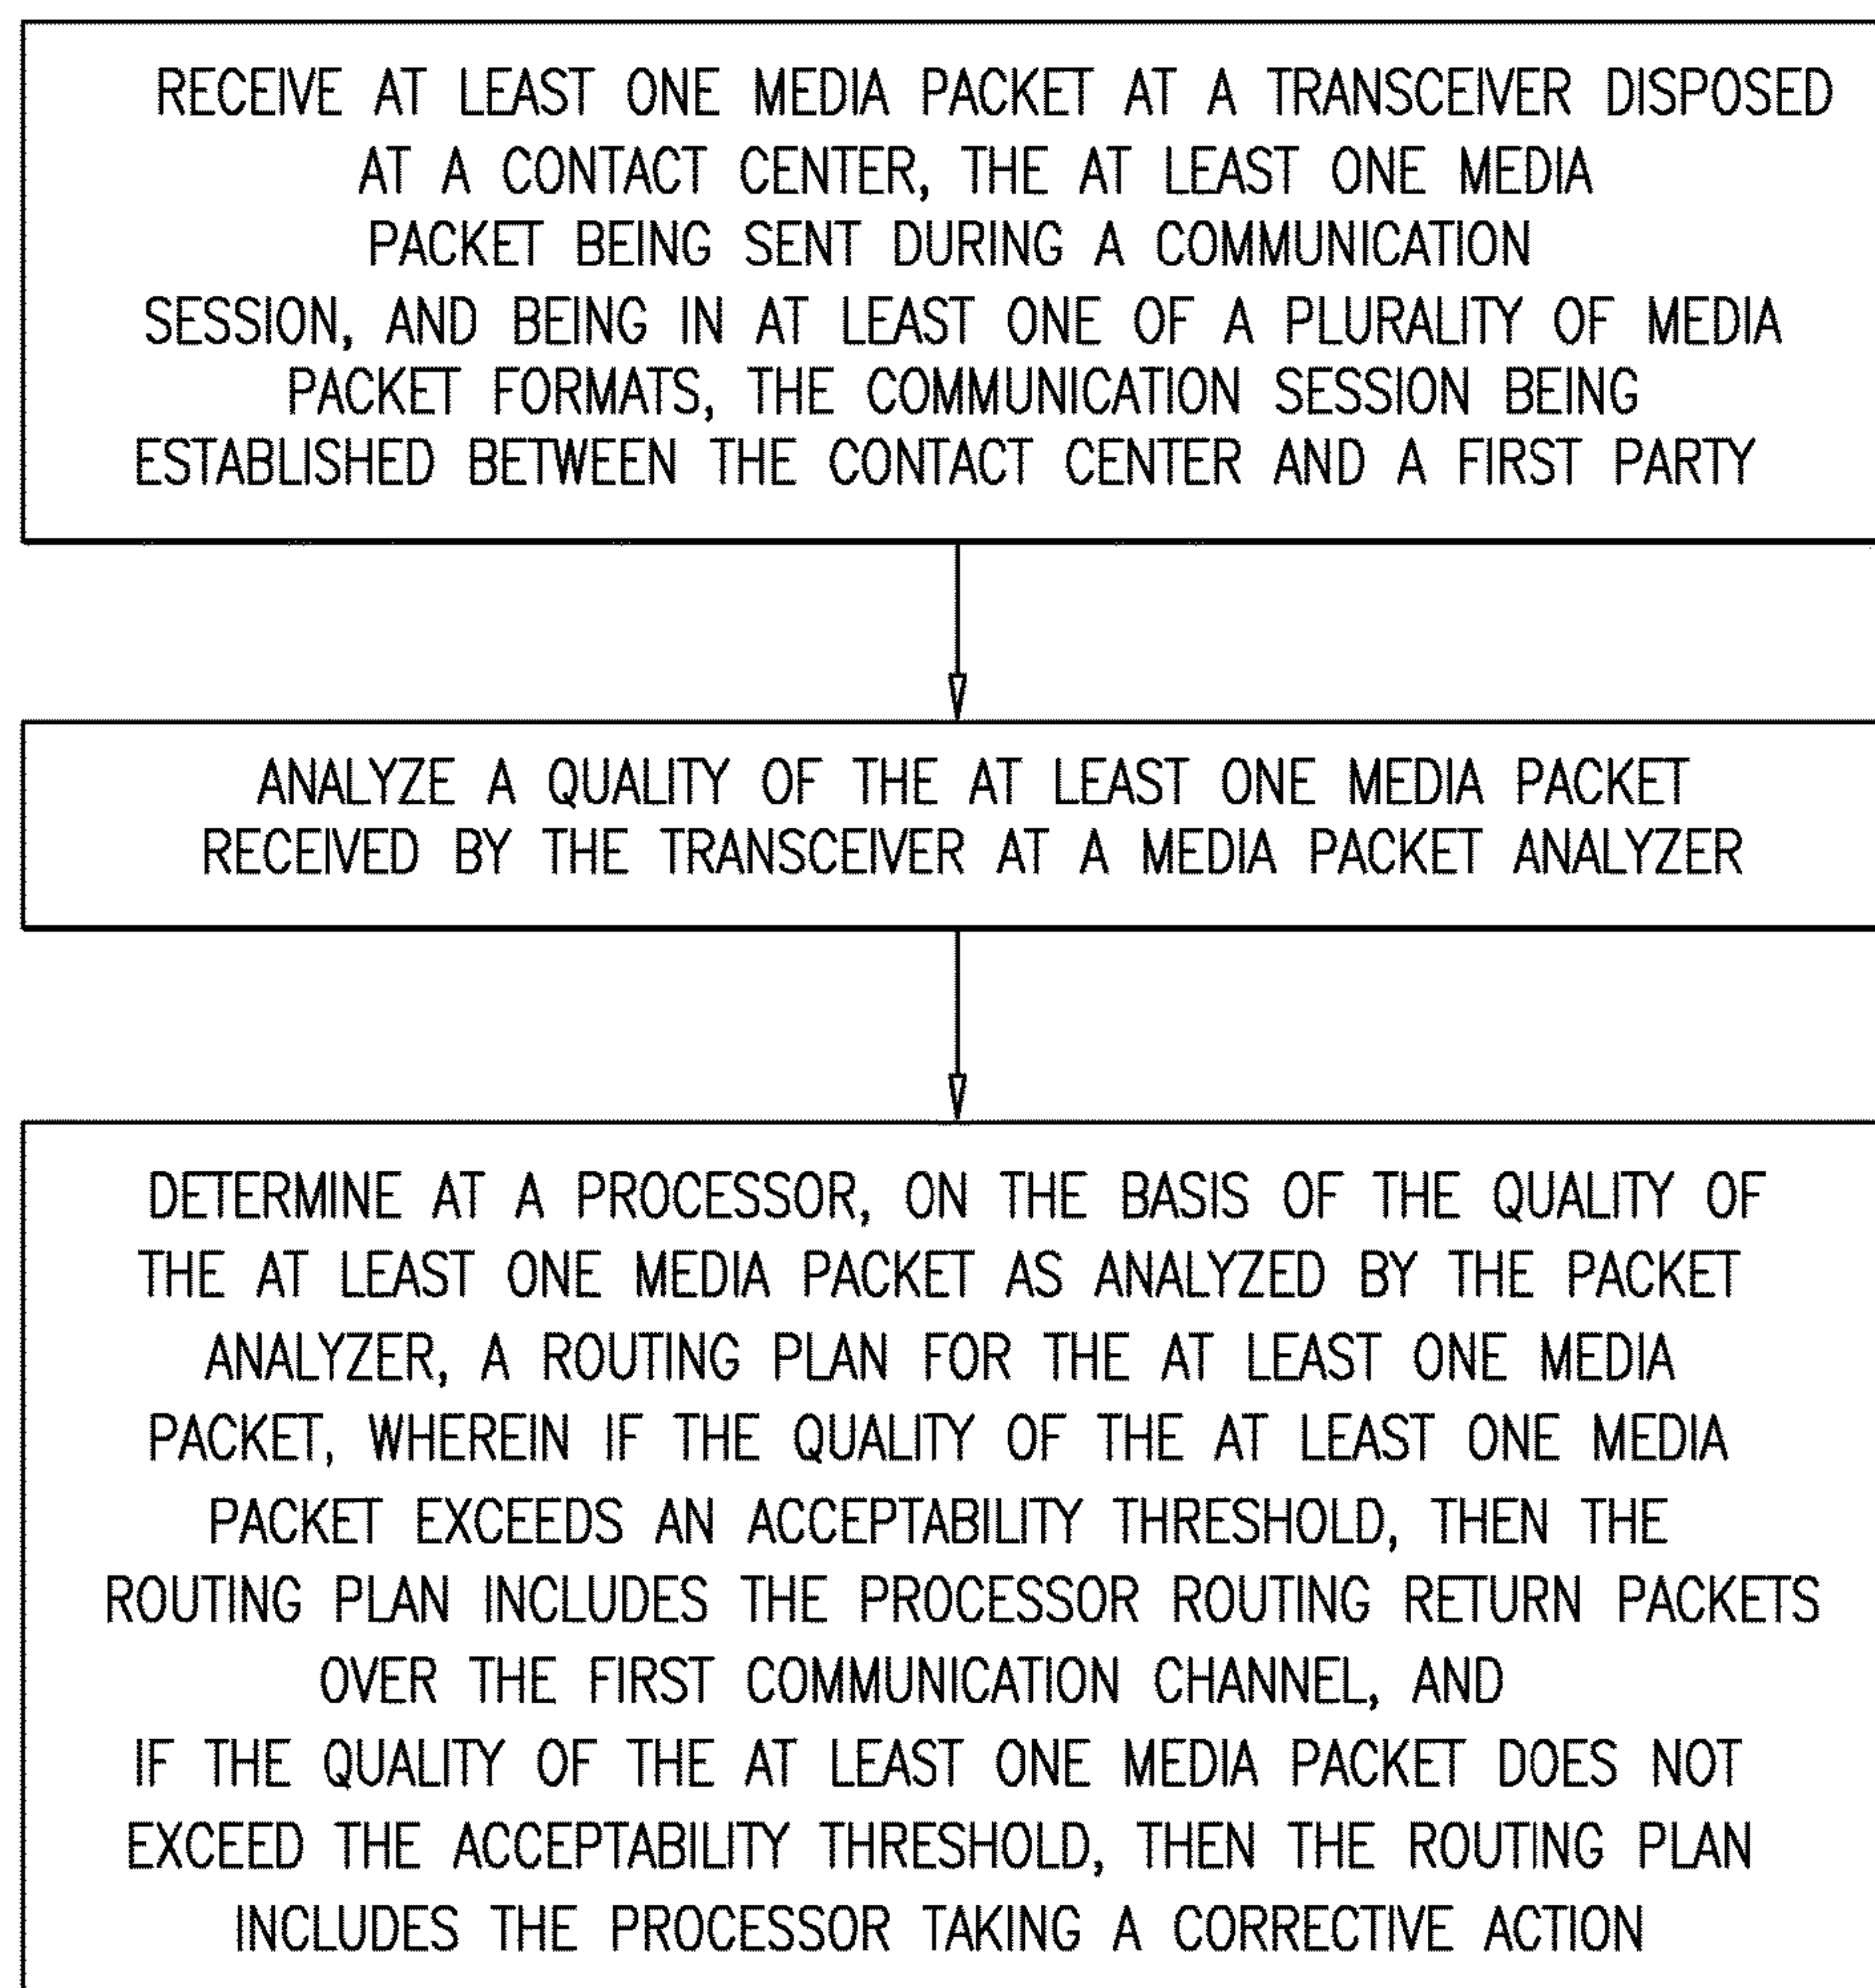 RECEIVE AT LEAST ONE MEDIA PACKET AT A TRANSCEIVER DISPOSED
AT A CONTACT CENTER, THE AT LEAST ONE MEDIA
PACKET BEING SENT DURING A COMMUNICATION
SESSION, AND BEING IN AT LEAST ONE OF A PLURALITY OF MEDIA
PACKET FORMATS, THE COMMUNICATION SESSION BEING
ESTABLISHED BETWEEN THE CONTACT CENTER AND A FIRST PARTY
ANALYZE A QUALITY OF THE AT LEAST ONE MEDIA PACKET
RECEIVED BY THE TRANSCEIVER AT A MEDIA PACKET ANALYZER
DETERMINE AT A PROCESSOR, ON THE BASIS OF THE QUALITY OF
THE AT LEAST ONE MEDIA PACKET AS ANALYZED BY THE PACKET
ANALYZER, A ROUTING PLAN FOR THE AT LEAST ONE MEDIA
PACKET, WHEREIN IF THE QUALITY OF THE AT LEAST ONE MEDIA
PACKET EXCEEDS AN ACCEPTABILITY THRESHOLD, THEN THE
ROUTING PLAN INCLUDES THE PROCESSOR ROUTING RETURN PACKETS
OVER THE FIRST COMMUNICATION CHANNEL, AND
IF THE QUALITY OF THE AT LEAST ONE MEDIA PACKET DOES NOT
EXCEED THE ACCEPTABILITY THRESHOLD, THEN THE ROUTING PLAN
INCLUDES THE PROCESSOR TAKING A CORRECTIVE ACTION